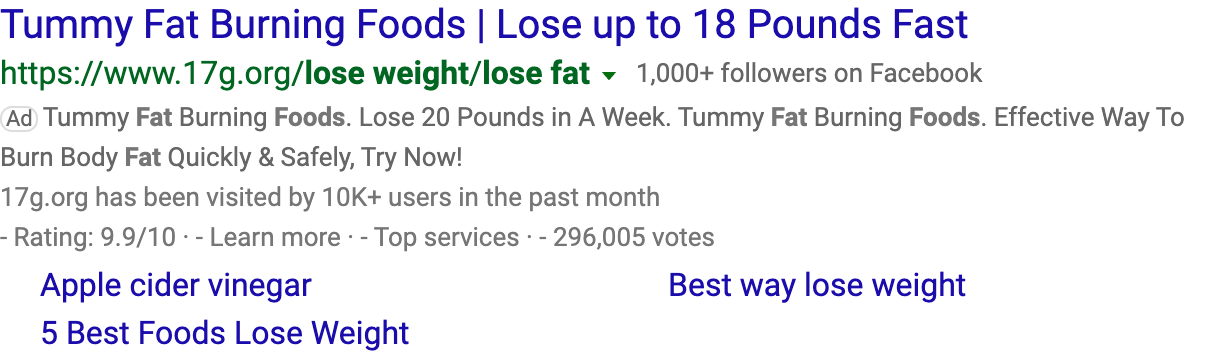 Tummy Fat Burning Foods | Lose up to 18 Pounds Fast
https://www.17g.org/lose weight/lose fat 1,000+ followers on Facebook
Ad Tummy Fat Burning Foods. Lose 20 Pounds in A Week. Tummy Fat Burning Foods. Effective Way To
Burn Body Fat Quickly & Safely, Try Now!
17g.org has been visited by 10K+ users in the past month
- Rating: 9.9/10 · - Learn more · - Top services · - 296,005 votes
Apple cider vinegar Best way lose weight
5 Best Foods Lose Weight